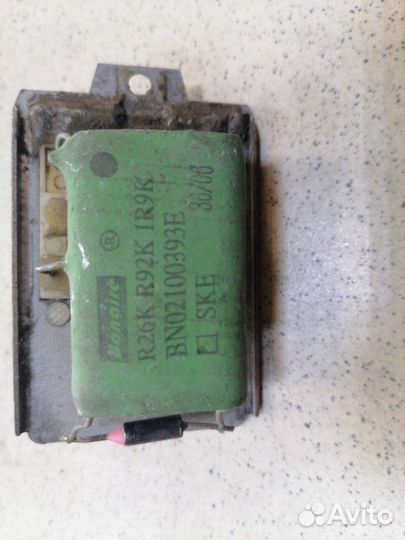 ®
R26K R92K 1R9K
BN02100393E 30/08
SKE
Avito